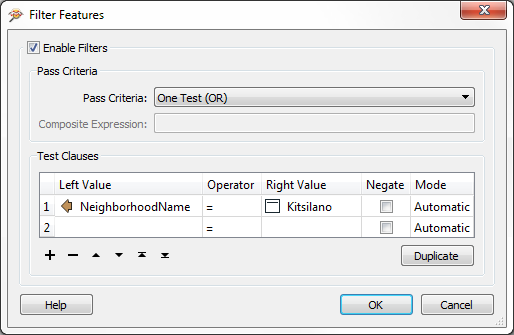 Filter Features
Enable Filters
Pass Criteria
Pass Criteria: One Test (OR)
Composite Expression:
Test Clauses
Left Value Operator Right Value Negate Mode
1 NeighborhoodName = Kitsilano Automatic
2 = Automatic
Duplicate
Help OK Cancel